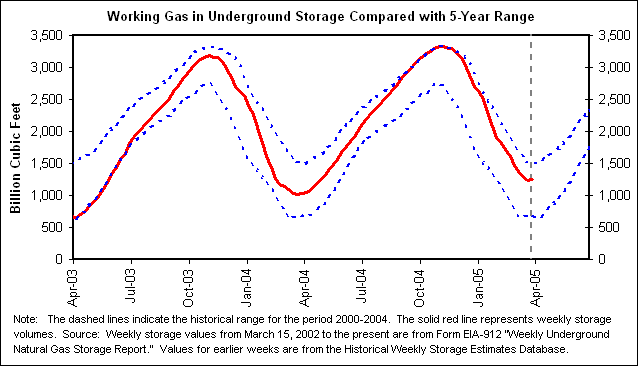 Working Gas in Underground Storage Compared with 5-Year Range
3,500 3,500
3,000 3,000
2,500 2,500
2,000 2,000
1,500 1,500
1,000 1,000
500 500
0 0
Billion Cubic Feet
Apr-03 Jul-03 Oct-03 Jan-04 Apr-04 Jul-04 Oct-04 Jan-05 Apr-05
Note: The dashed lines indicate the historical range for the period 2000-2004. The solid red line represents weekly storage
volumes. Source: Weekly storage values from March 15, 2002 to the present are from Form EIA-912 "Weekly Underground
Natural Gas Storage Report." Values for earlier weeks are from the Historical Weekly Storage Estimates Database.